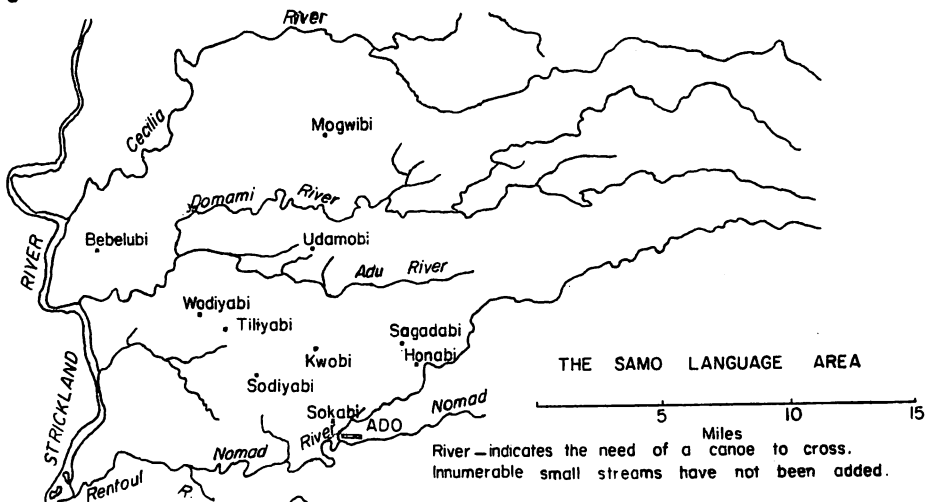 River
Cecilia
Mogwibi
Domami River
RIVER
Bebelubi
Udamobi
Adu River
Wodiyabi
Tiliyabi
Sagadabi
Honabi
Kwobi
Sodiyabi
THE SAMO LANGUAGE AREA
STRICKLAND
Sokabi
Nomad
ADO
River
Nomad
Rentoul
R.
5 10 15
Miles
River – indicates the need of a canoe to cross.
Innumerable small streams have not been added.